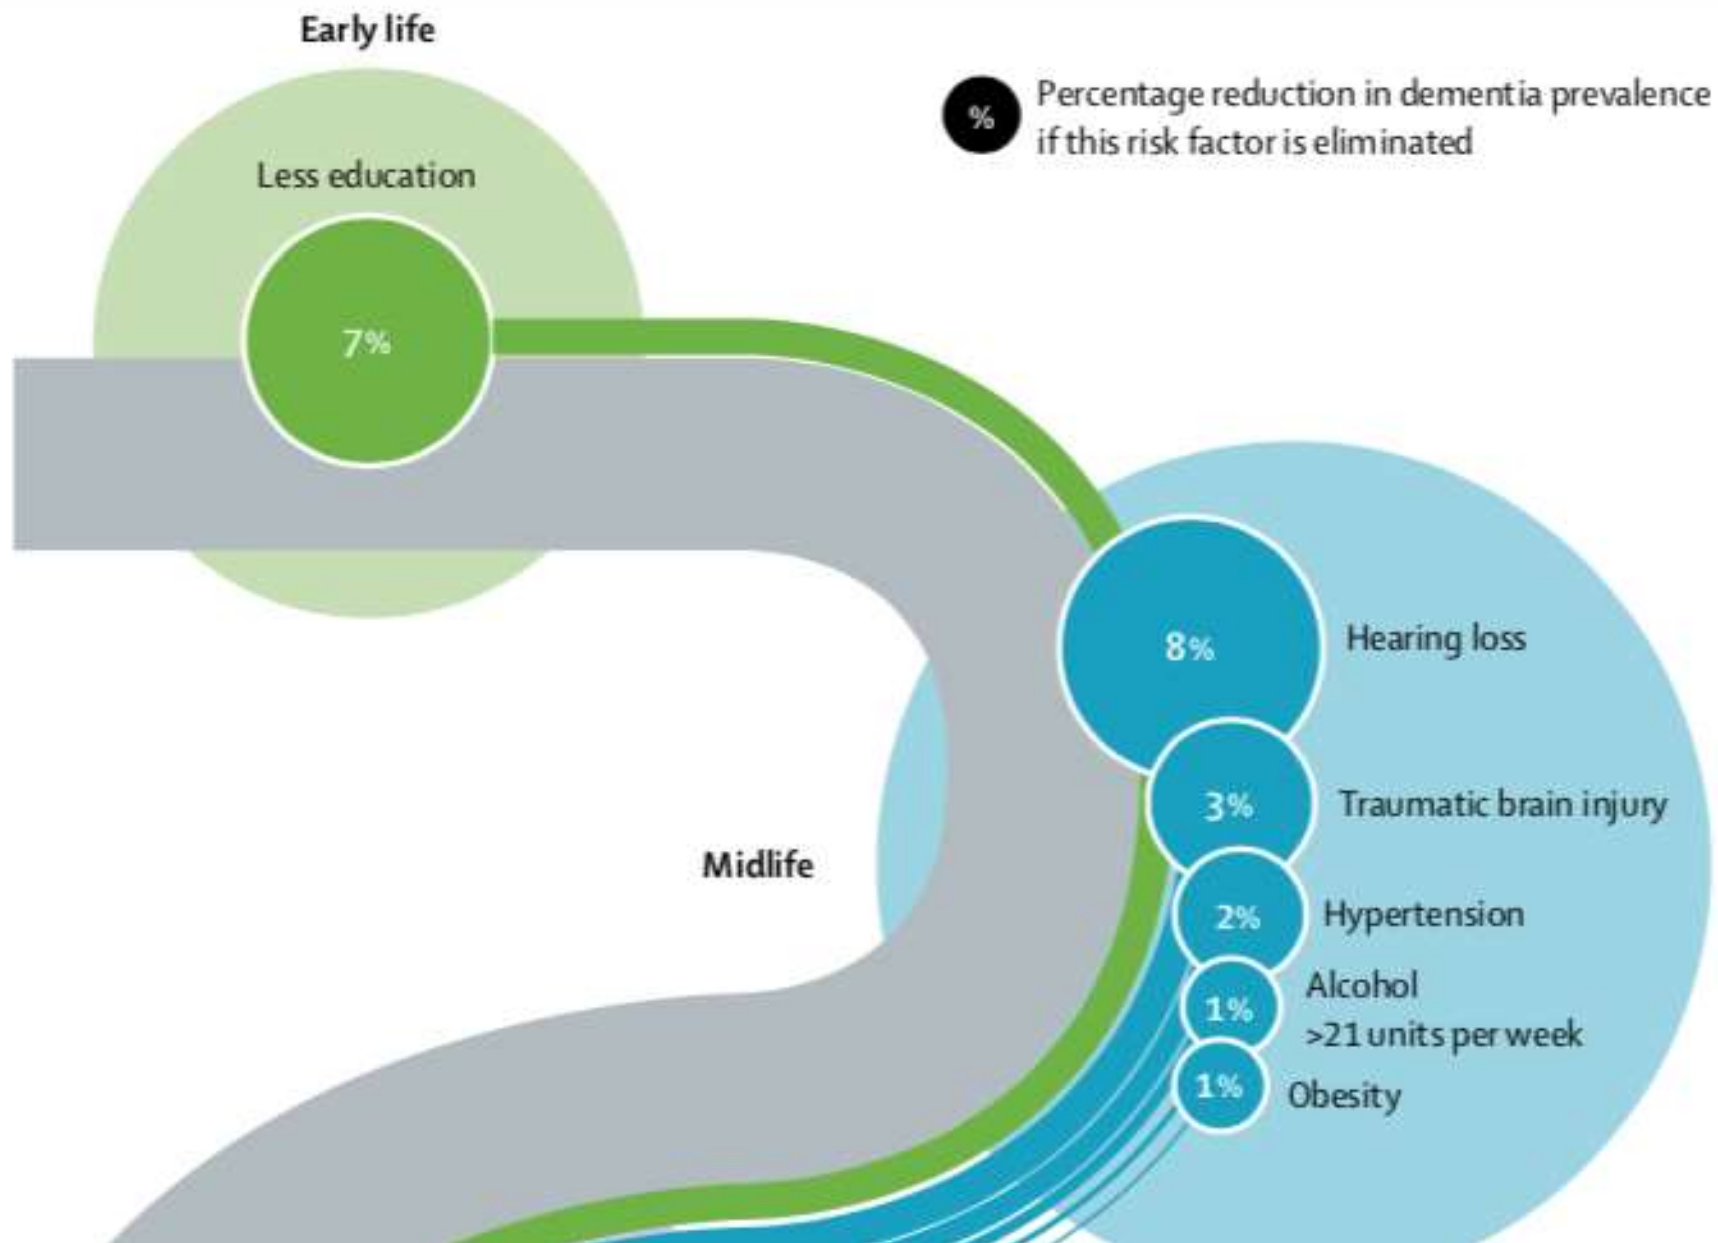 Early life
%
Percentage reduction in dementia prevalence
if this risk factor is eliminated
Less education
7%
8%
Hearing loss
3%
Traumatic brain injury
Midlife
2%
Hypertension
1%
Alcohol
>21 units per week
1%
Obesity